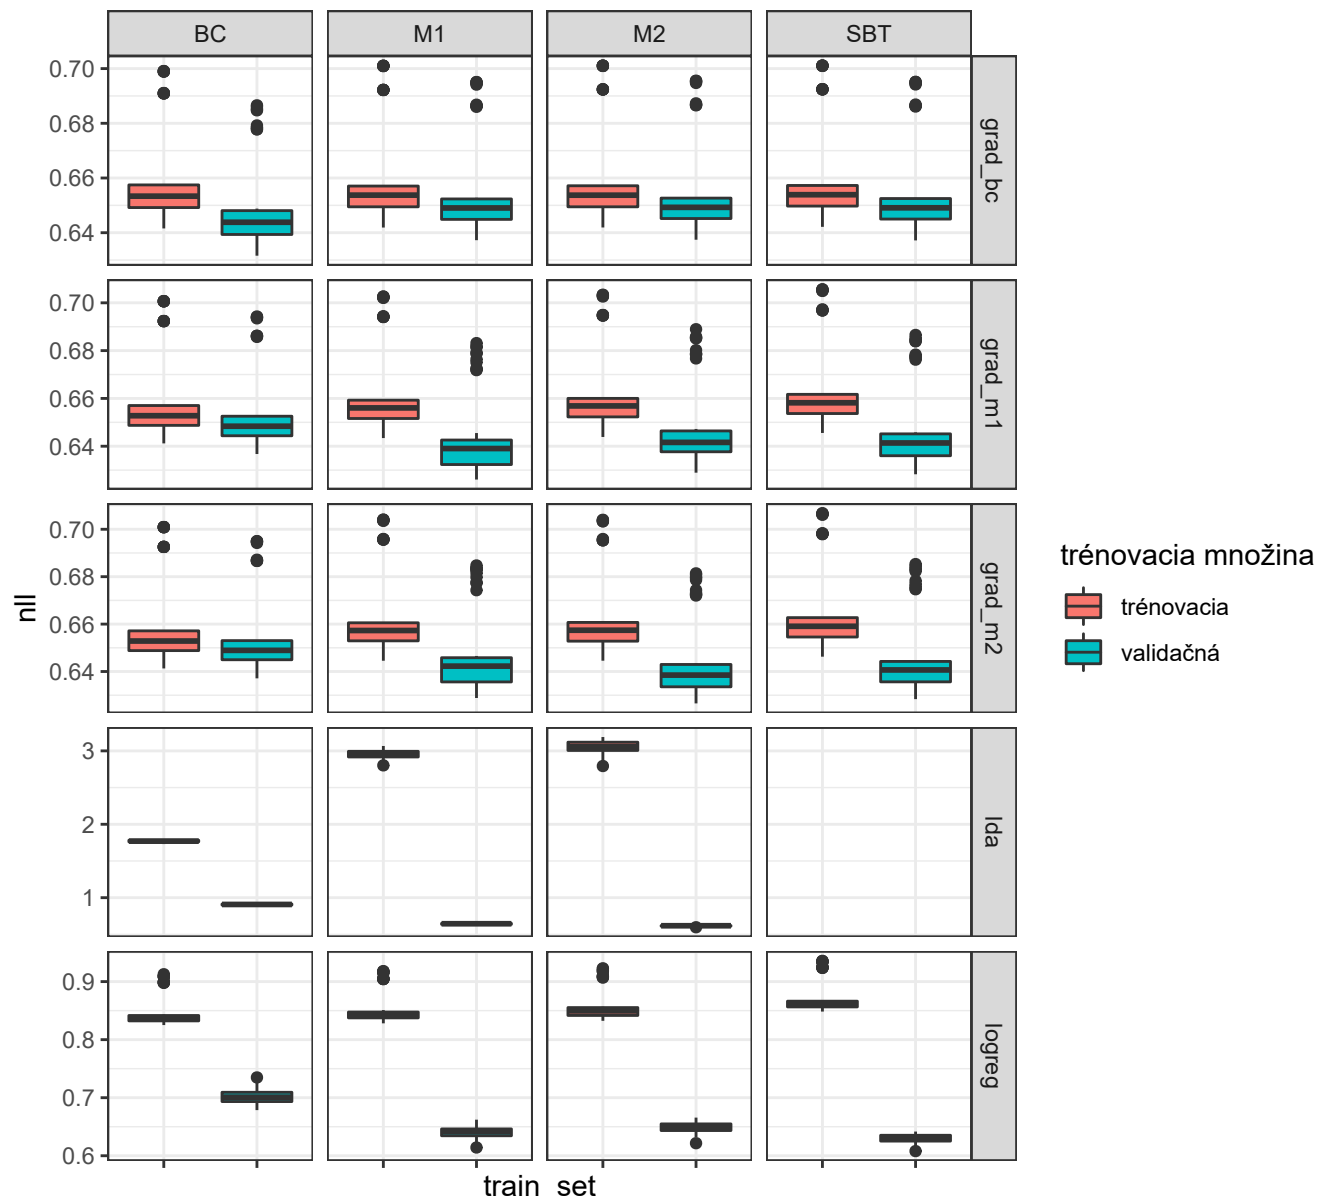 BC M1 M2 SBT
0.70
0.68
0.66
0.64
grad_bc
0.70
0.68
0.66
0.64
grad_m1
0.70
0.68
0.66
0.64
grad_m2
3
2
1
lda
0.9
0.8
0.7
0.6
logreg
nll
train_set
trénovacia množina
trénovacia
validačná